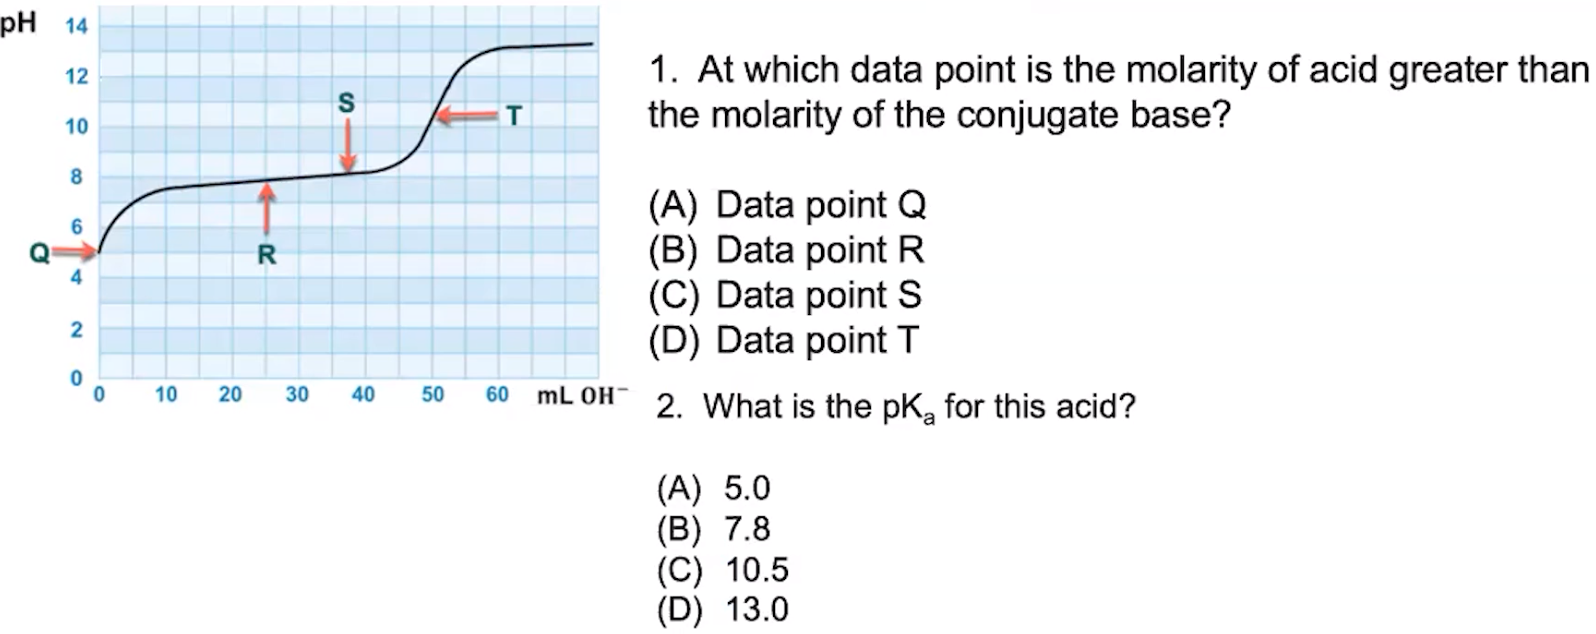 pH
14
12
10
8
6
4
2
0
Q
R
S
T
0 10 20 30 40 50 60 mL OH⁻
1. At which data point is the molarity of acid greater than
the molarity of the conjugate base?
(A) Data point Q
(B) Data point R
(C) Data point S
(D) Data point T
2. What is the pKₐ for this acid?
(A) 5.0
(B) 7.8
(C) 10.5
(D) 13.0